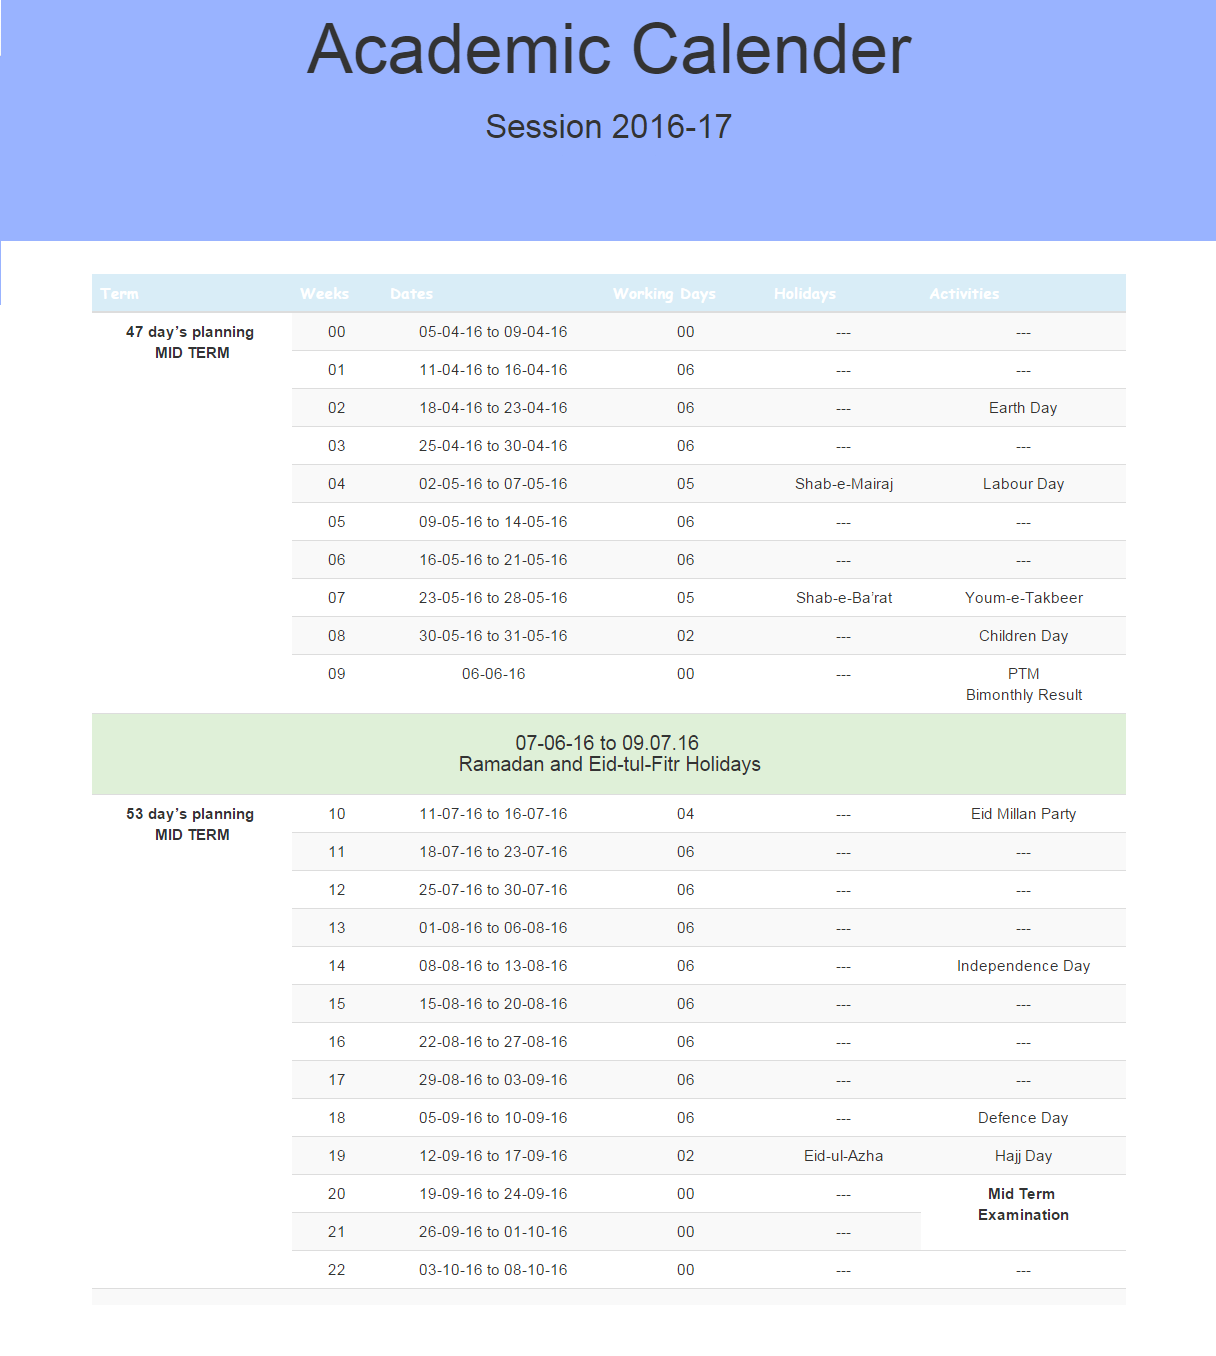 Academic Calender
Session 2016-17
Term Weeks Dates Working Days Holidays Activities
47 day’s planning 00 05-04-16 to 09-04-16 00 --- ---
MID TERM
01 11-04-16 to 16-04-16 06 --- ---
02 18-04-16 to 23-04-16 06 --- Earth Day
03 25-04-16 to 30-04-16 06 --- ---
04 02-05-16 to 07-05-16 05 Shab-e-Mairaj Labour Day
05 09-05-16 to 14-05-16 06 --- ---
06 16-05-16 to 21-05-16 06 --- ---
07 23-05-16 to 28-05-16 05 Shab-e-Ba’rat Youm-e-Takbeer
08 30-05-16 to 31-05-16 02 --- Children Day
09 06-06-16 00 --- PTM
Bimonthly Result
07-06-16 to 09.07.16
Ramadan and Eid-tul-Fitr Holidays
53 day’s planning 10 11-07-16 to 16-07-16 04 --- Eid Millan Party
MID TERM
11 18-07-16 to 23-07-16 06 --- ---
12 25-07-16 to 30-07-16 06 --- ---
13 01-08-16 to 06-08-16 06 --- ---
14 08-08-16 to 13-08-16 06 --- Independence Day
15 15-08-16 to 20-08-16 06 --- ---
16 22-08-16 to 27-08-16 06 --- ---
17 29-08-16 to 03-09-16 06 --- ---
18 05-09-16 to 10-09-16 06 --- Defence Day
19 12-09-16 to 17-09-16 02 Eid-ul-Azha Hajj Day
20 19-09-16 to 24-09-16 00 --- Mid Term
Examination
21 26-09-16 to 01-10-16 00 ---
22 03-10-16 to 08-10-16 00 --- ---